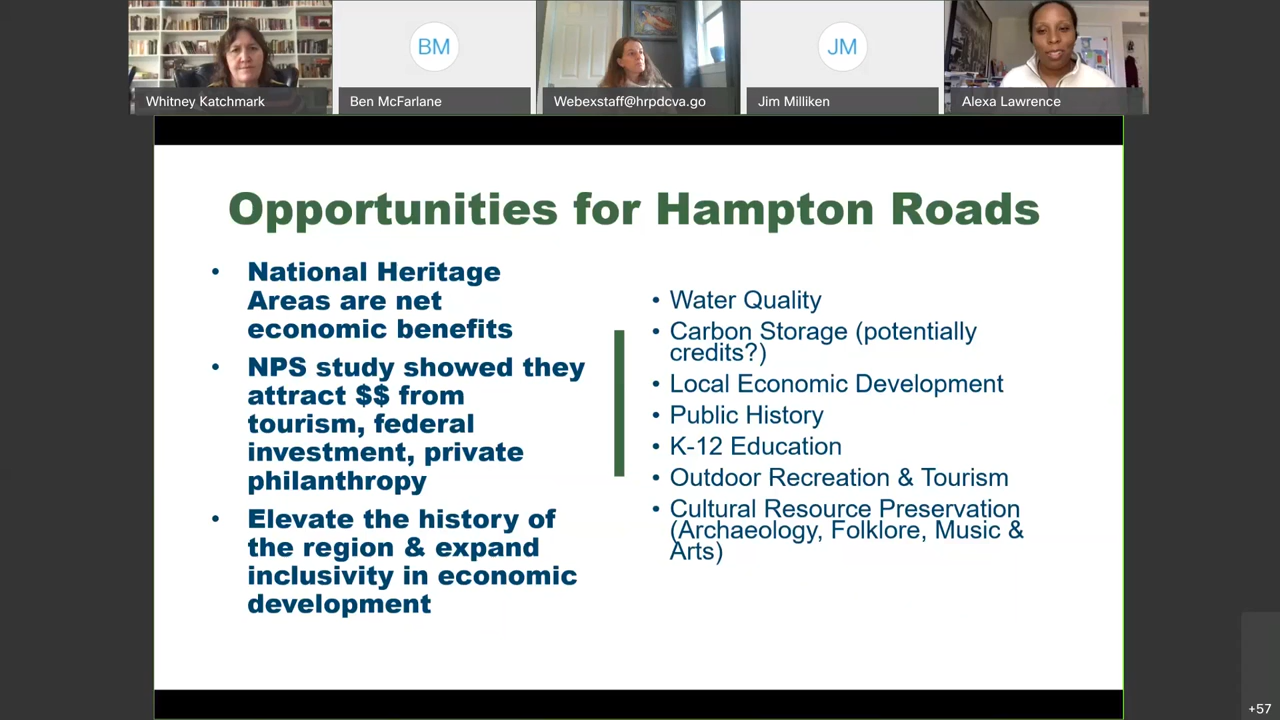 BM
JM
Whitney Katchmark
Ben McFarlane
Webexstaff@hrpdcva.go
Jim Milliken
Alexa Lawrence
Opportunities for Hampton Roads
• National Heritage
Areas are net
economic benefits
• NPS study showed they
attract $$ from
tourism, federal
investment, private
philanthropy
• Elevate the history of
the region & expand
inclusivity in economic
development
• Water Quality
• Carbon Storage (potentially
credits?)
• Local Economic Development
• Public History
• K-12 Education
• Outdoor Recreation & Tourism
• Cultural Resource Preservation
(Archaeology, Folklore, Music &
Arts)
+57